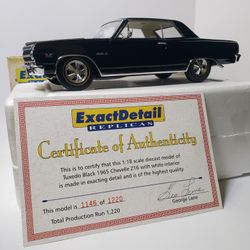 ExactDetail
REPLICAS
Certificate of Authenticity
This is to certify that this 1:18 scale diecast model of
Tuxedo Black 1965 Chevelle Z16 with white interior
is made in exacting detail and is of the highest quality.
This model is 1146 of 1220
Total Production Run 1,220
George Lane